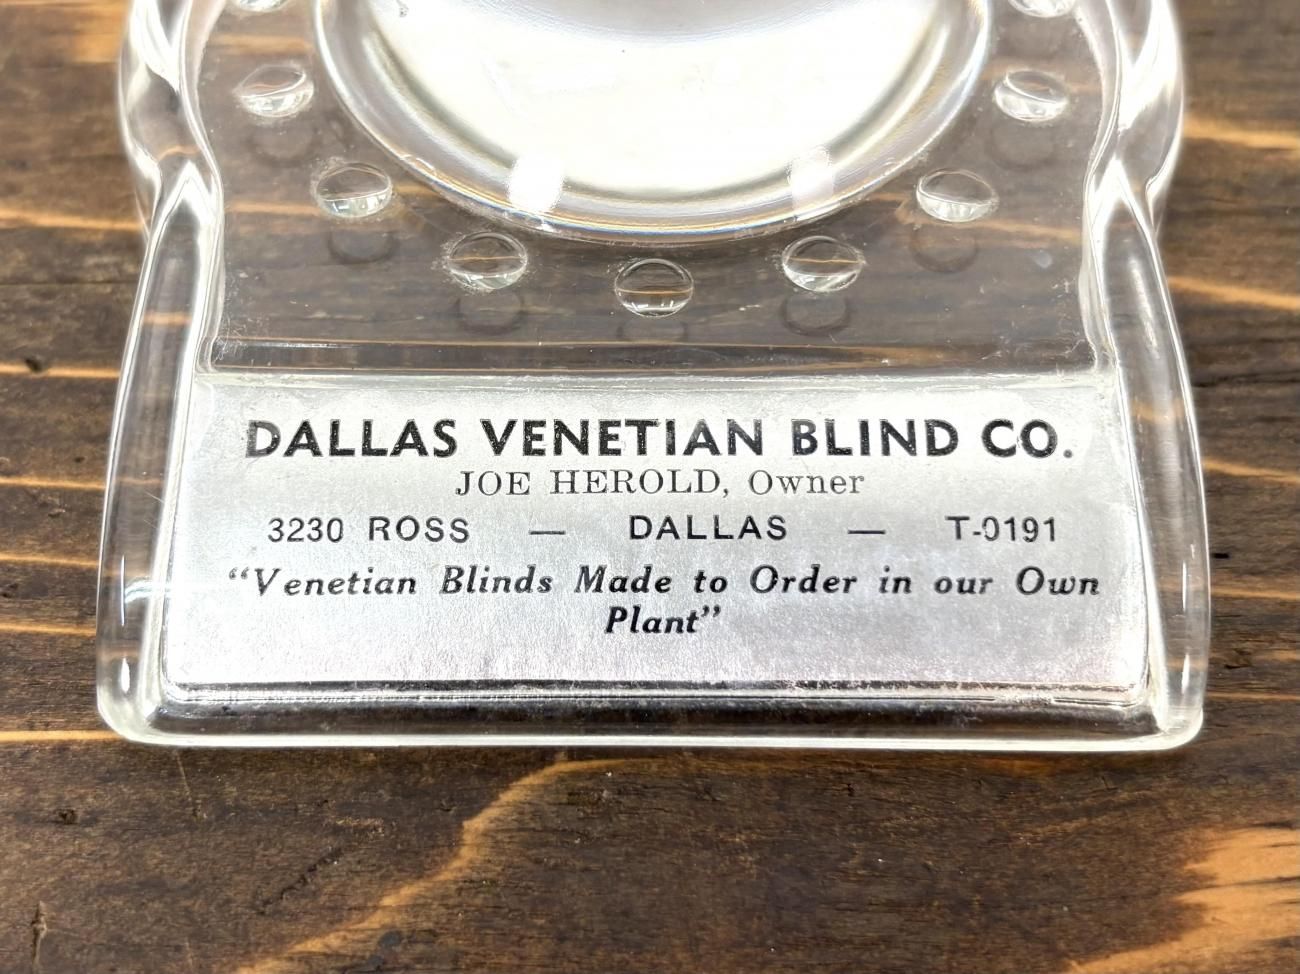 DALLAS VENETIAN BLIND CO.
JOE HEROLD, Owner
3230 ROSS — DALLAS — T-0191
“Venetian Blinds Made to Order in our Own
Plant”